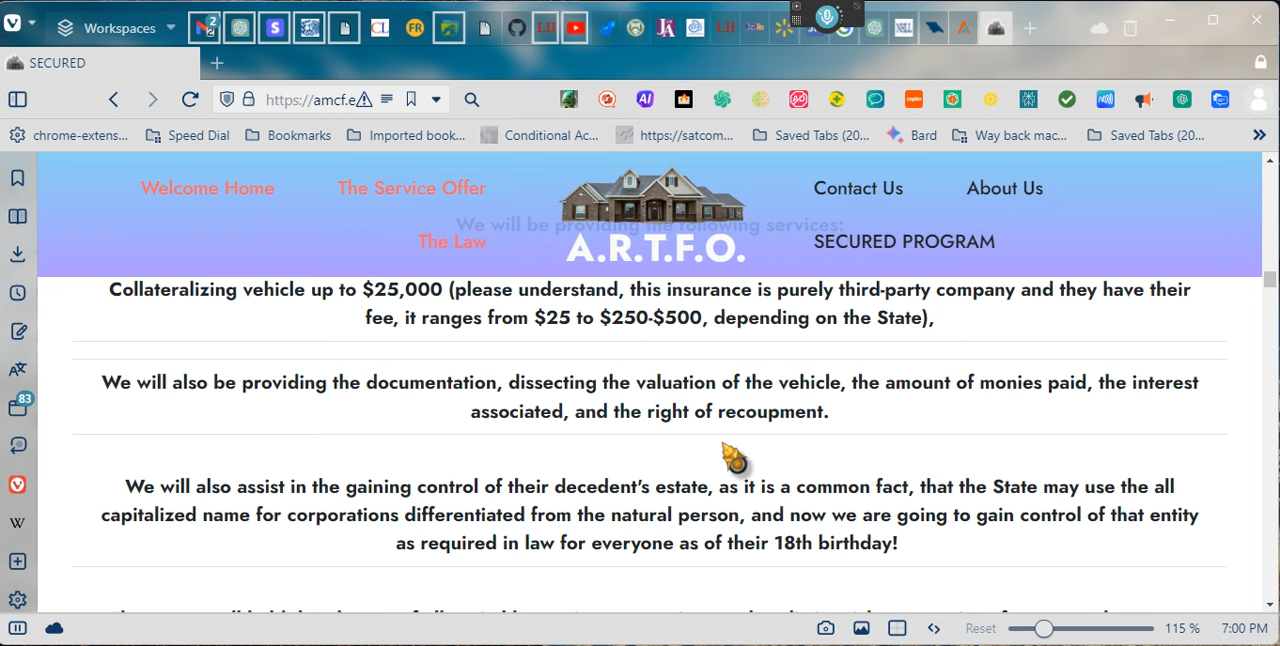 Workspaces
2
S
CL
FR
LII
LII
SECURED
https://amcf.e
AI
chrome-extens...
Speed Dial
Bookmarks
Imported book...
Conditional Ac...
https://satcom...
Saved Tabs (20...
Bard
Way back mac...
Saved Tabs (20...
Welcome Home
The Service Offer
Contact Us
About Us
We will be providing the following services:
The Law
A.R.T.F.O.
SECURED PROGRAM
Collateralizing vehicle up to $25,000 (please understand, this insurance is purely third-party company and they have their
fee, it ranges from $25 to $250-$500, depending on the State),
We will also be providing the documentation, dissecting the valuation of the vehicle, the amount of monies paid, the interest
associated, and the right of recoupment.
83
We will also assist in the gaining control of their decedent's estate, as it is a common fact, that the State may use the all
capitalized name for corporations differentiated from the natural person, and now we are going to gain control of that entity
as required in law for everyone as of their 18th birthday!
W
Reset
115 %
7:00 PM